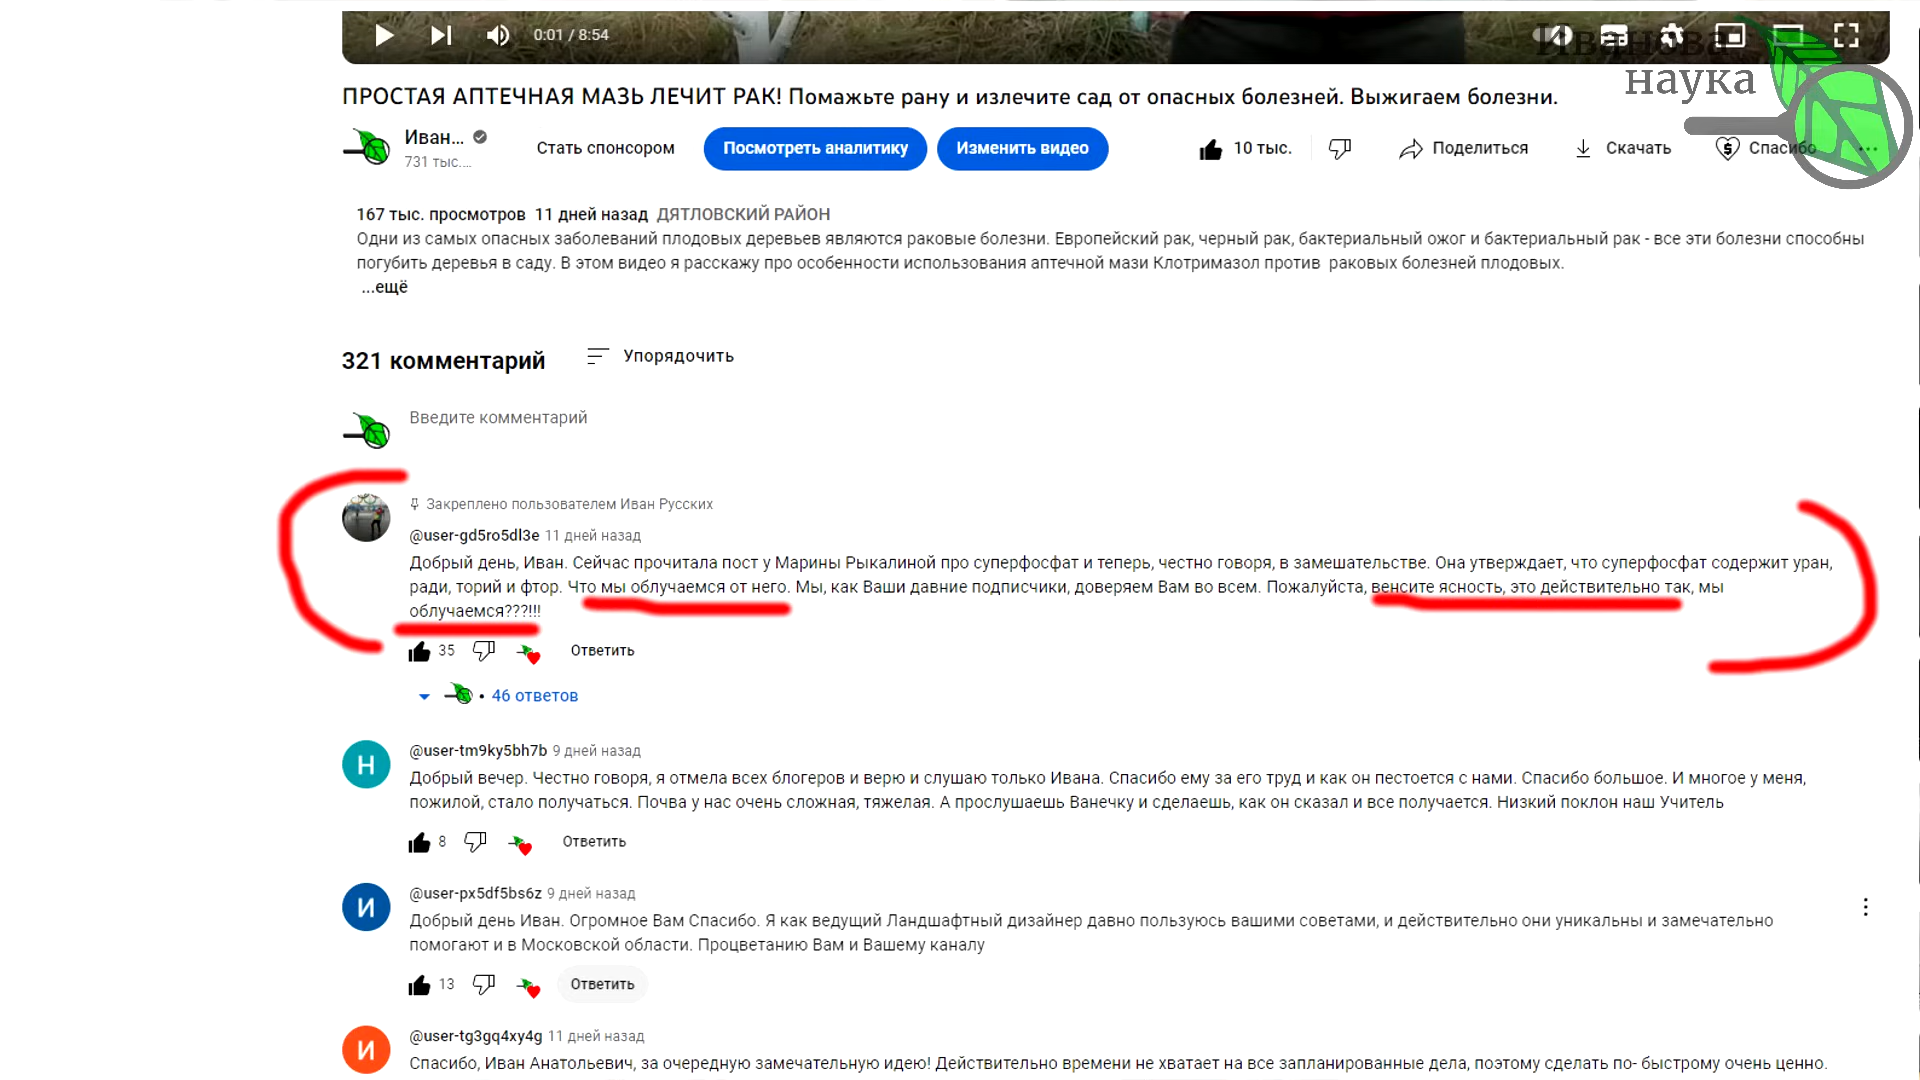 0:01 / 8:54
Иванова
наука
ПРОСТАЯ АПТЕЧНАЯ МАЗЬ ЛЕЧИТ РАК! Помажьте рану и излечите сад от опасных болезней. Выжигаем болезни.
Иван...
731 тыс....
Стать спонсором
Посмотреть аналитику
Изменить видео
10 тыс.
Поделиться
Скачать
Спасибо
167 тыс. просмотров 11 дней назад ДЯТЛОВСКИЙ РАЙОН
Одни из самых опасных заболеваний плодовых деревьев являются раковые болезни. Европейский рак, черный рак, бактериальный ожог и бактериальный рак - все эти болезни способны
погубить деревья в саду. В этом видео я расскажу про особенности использования аптечной мази Клотримазол против раковых болезней плодовых.
...ещё
321 комментарий
Упорядочить
Введите комментарий
Закреплено пользователем Иван Русских
@user-gd5ro5dl3e 11 дней назад
Добрый день, Иван. Сейчас прочитала пост у Марины Рыкалиной про суперфосфат и теперь, честно говоря, в замешательстве. Она утверждает, что суперфосфат содержит уран,
ради, торий и фтор. Что мы облучаемся от него. Мы, как Ваши давние подписчики, доверяем Вам во всем. Пожалуйста, венсите ясность, это действительно так, мы
облучаемся???!!!
35
Ответить
• 46 ответов
Н
@user-tm9ky5bh7b 9 дней назад
Добрый вечер. Честно говоря, я отмела всех блогеров и верю и слушаю только Ивана. Спасибо ему за его труд и как он пестоется с нами. Спасибо большое. И многое у меня,
пожилой, стало получаться. Почва у нас очень сложная, тяжелая. А прослушаешь Ванечку и сделаешь, как он сказал и все получается. Низкий поклон наш Учитель
8
Ответить
И
@user-px5df5bs6z 9 дней назад
Добрый день Иван. Огромное Вам Спасибо. Я как ведущий Ландшафтный дизайнер давно пользуюсь вашими советами, и действительно они уникальны и замечательно
помогают и в Московской области. Процветанию Вам и Вашему каналу
13
Ответить
И
@user-tg3gq4xy4g 11 дней назад
Спасибо, Иван Анатольевич, за очередную замечательную идею! Действительно времени не хватает на все запланированные дела, поэтому сделать по- быстрому очень ценно.